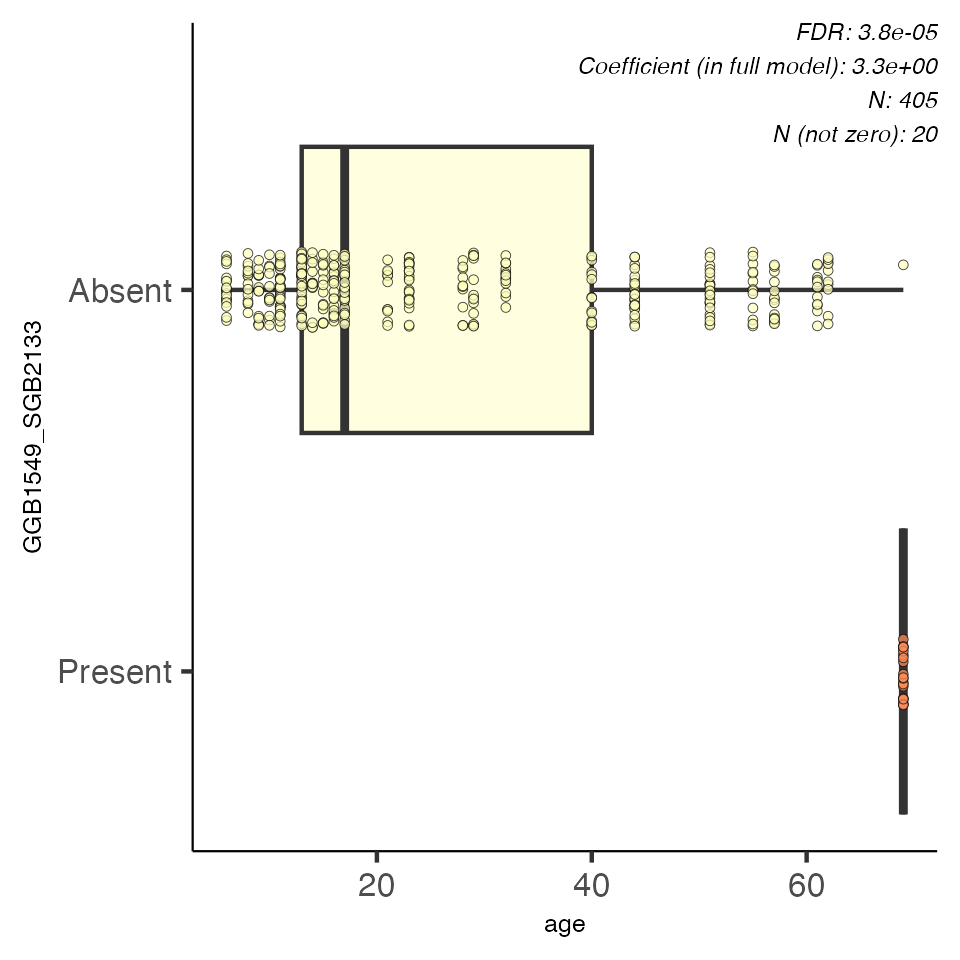 FDR: 3.8e-05
Coefficient (in full model): 3.3e+00
N: 405
N (not zero): 20
Absent
GGB1549_SGB2133
Present
20 40 60
age